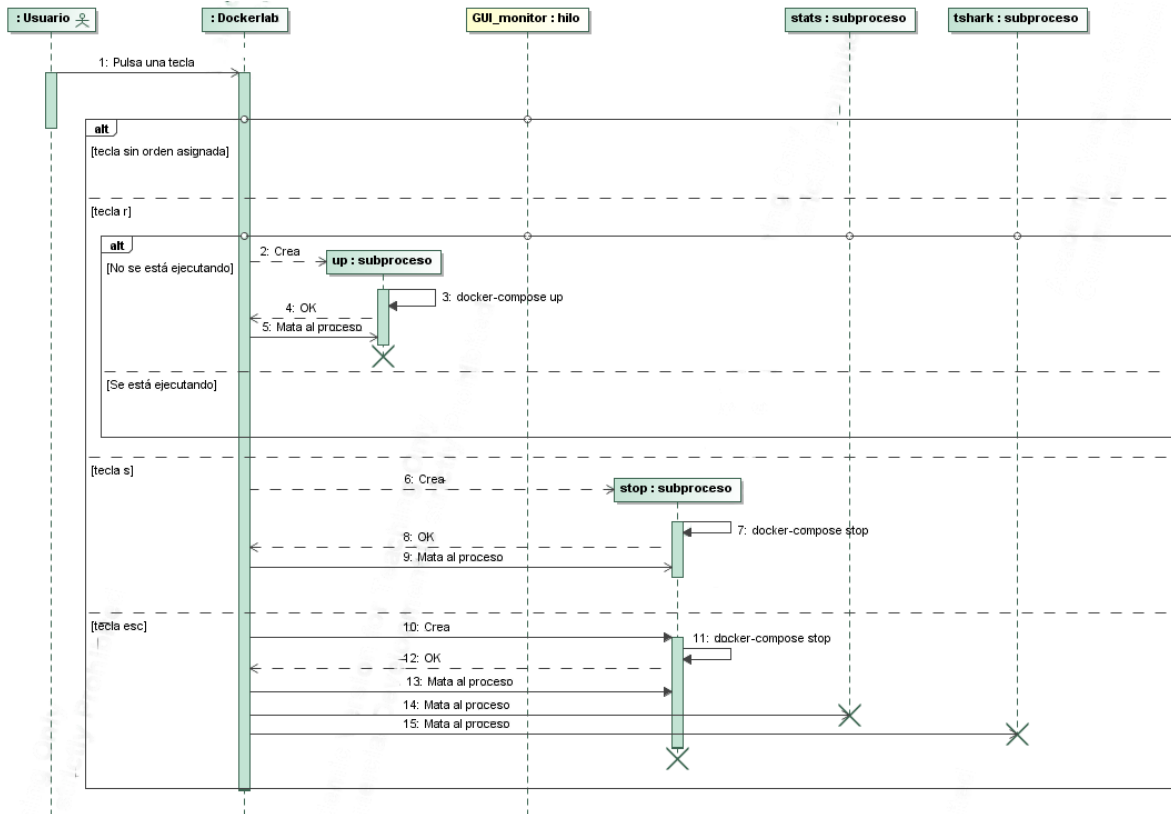 : Usuario
: Dockerlab
GUI_monitor : hilo
stats : subproceso
tshark : subproceso
1: Pulsa una tecla
alt
[tecla sin orden asignada]
[tecla r]
alt
[No se está ejecutando]
2: Crea
up : subproceso
3: docker-compose up
4: OK
5: Mata al proceso
[Se está ejecutando]
[tecla s]
6: Crea
stop : subproceso
7: docker-compose stop
8: OK
9: Mata al proceso
[tecla esc]
10: Crea
11: docker-compose stop
12: OK
13: Mata al proceso
14: Mata al proceso
15: Mata al proceso